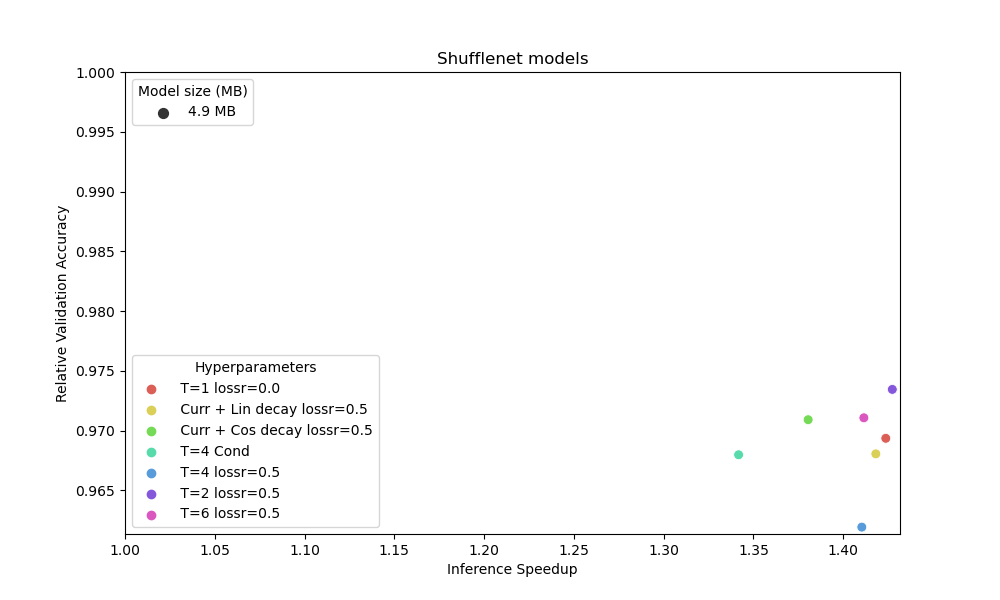 Shufflenet models
1.000
0.995
0.990
0.985
0.980
0.975
0.970
0.965
Relative Validation Accuracy
Model size (MB)
4.9 MB
Hyperparameters
T=1 lossr=0.0
Curr + Lin decay lossr=0.5
Curr + Cos decay lossr=0.5
T=4 Cond
T=4 lossr=0.5
T=2 lossr=0.5
T=6 lossr=0.5
1.00 1.05 1.10 1.15 1.20 1.25 1.30 1.35 1.40
Inference Speedup